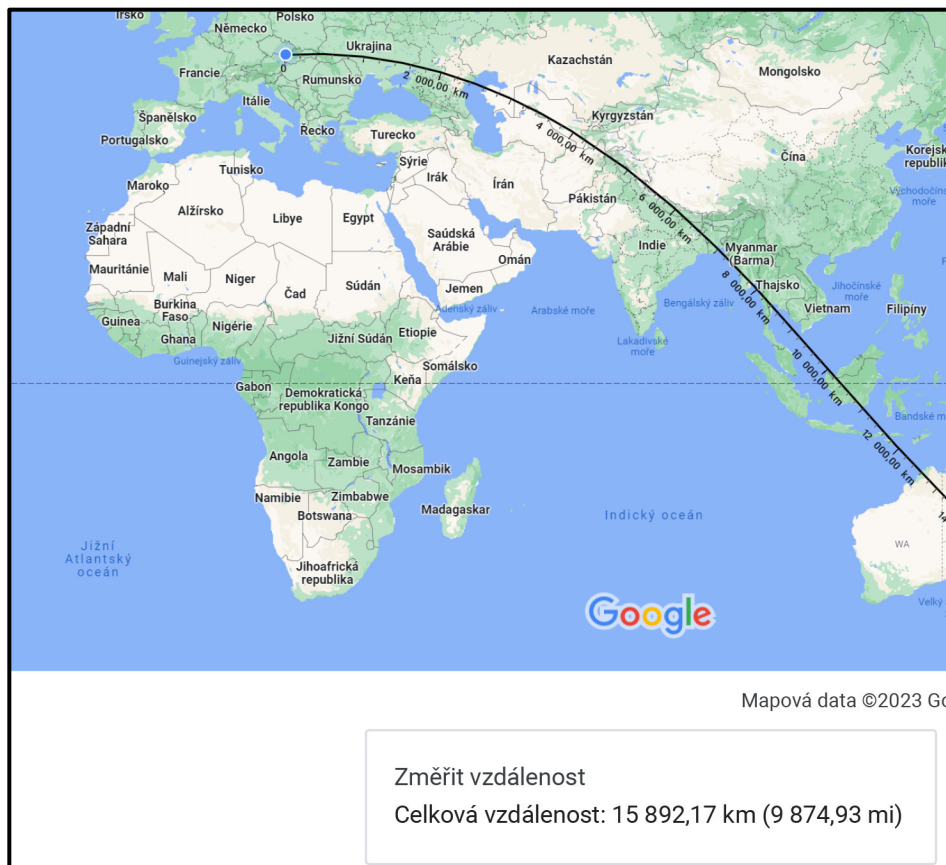 Irsko
Polsko
Německo
Ukrajina
0
Kazachstán
Mongolsko
Francie
Rumunsko
2 000,00 km
Itálie
Španělsko
Kyrgyzstán
Korejsk
republik
Portugalsko
Řecko
Turecko
4 000,00 km
Čína
Tunisko
Sýrie
Maroko
Irák
Írán
Východočíns
moře
Alžírsko
Libye
Egypt
Pákistán
6 000,00 km
Západní
Sahara
Saúdská
Arábie
Indie
Myanmar
(Barma)
Omán
Mauritánie
Mali
Niger
Čad
Súdán
Jemen
8 000,00 km
Thajsko
Jihočínské
moře
Burkina
Faso
Adenský záliv
Arabské moře
Bengálský záliv
Vietnam
Filipíny
Guinea
Nigérie
Ghana
Jižní Súdán
Etiopie
Lakadivské
moře
Guinejský záliv
Somálsko
10 000,00 km
Gabon
Keňa
Demokratická
republika Kongo
Tanzánie
Bandské m
12 000,00 km
Angola
Zambie
Mosambik
Namibie
Zimbabwe
Botswana
Madagaskar
Indický oceán
14
Jižní
Atlantský
oceán
WA
Jihoafrická
republika
Velký
Google
Mapová data ©2023 Go
Změřit vzdálenost
Celková vzdálenost: 15 892,17 km (9 874,93 mi)